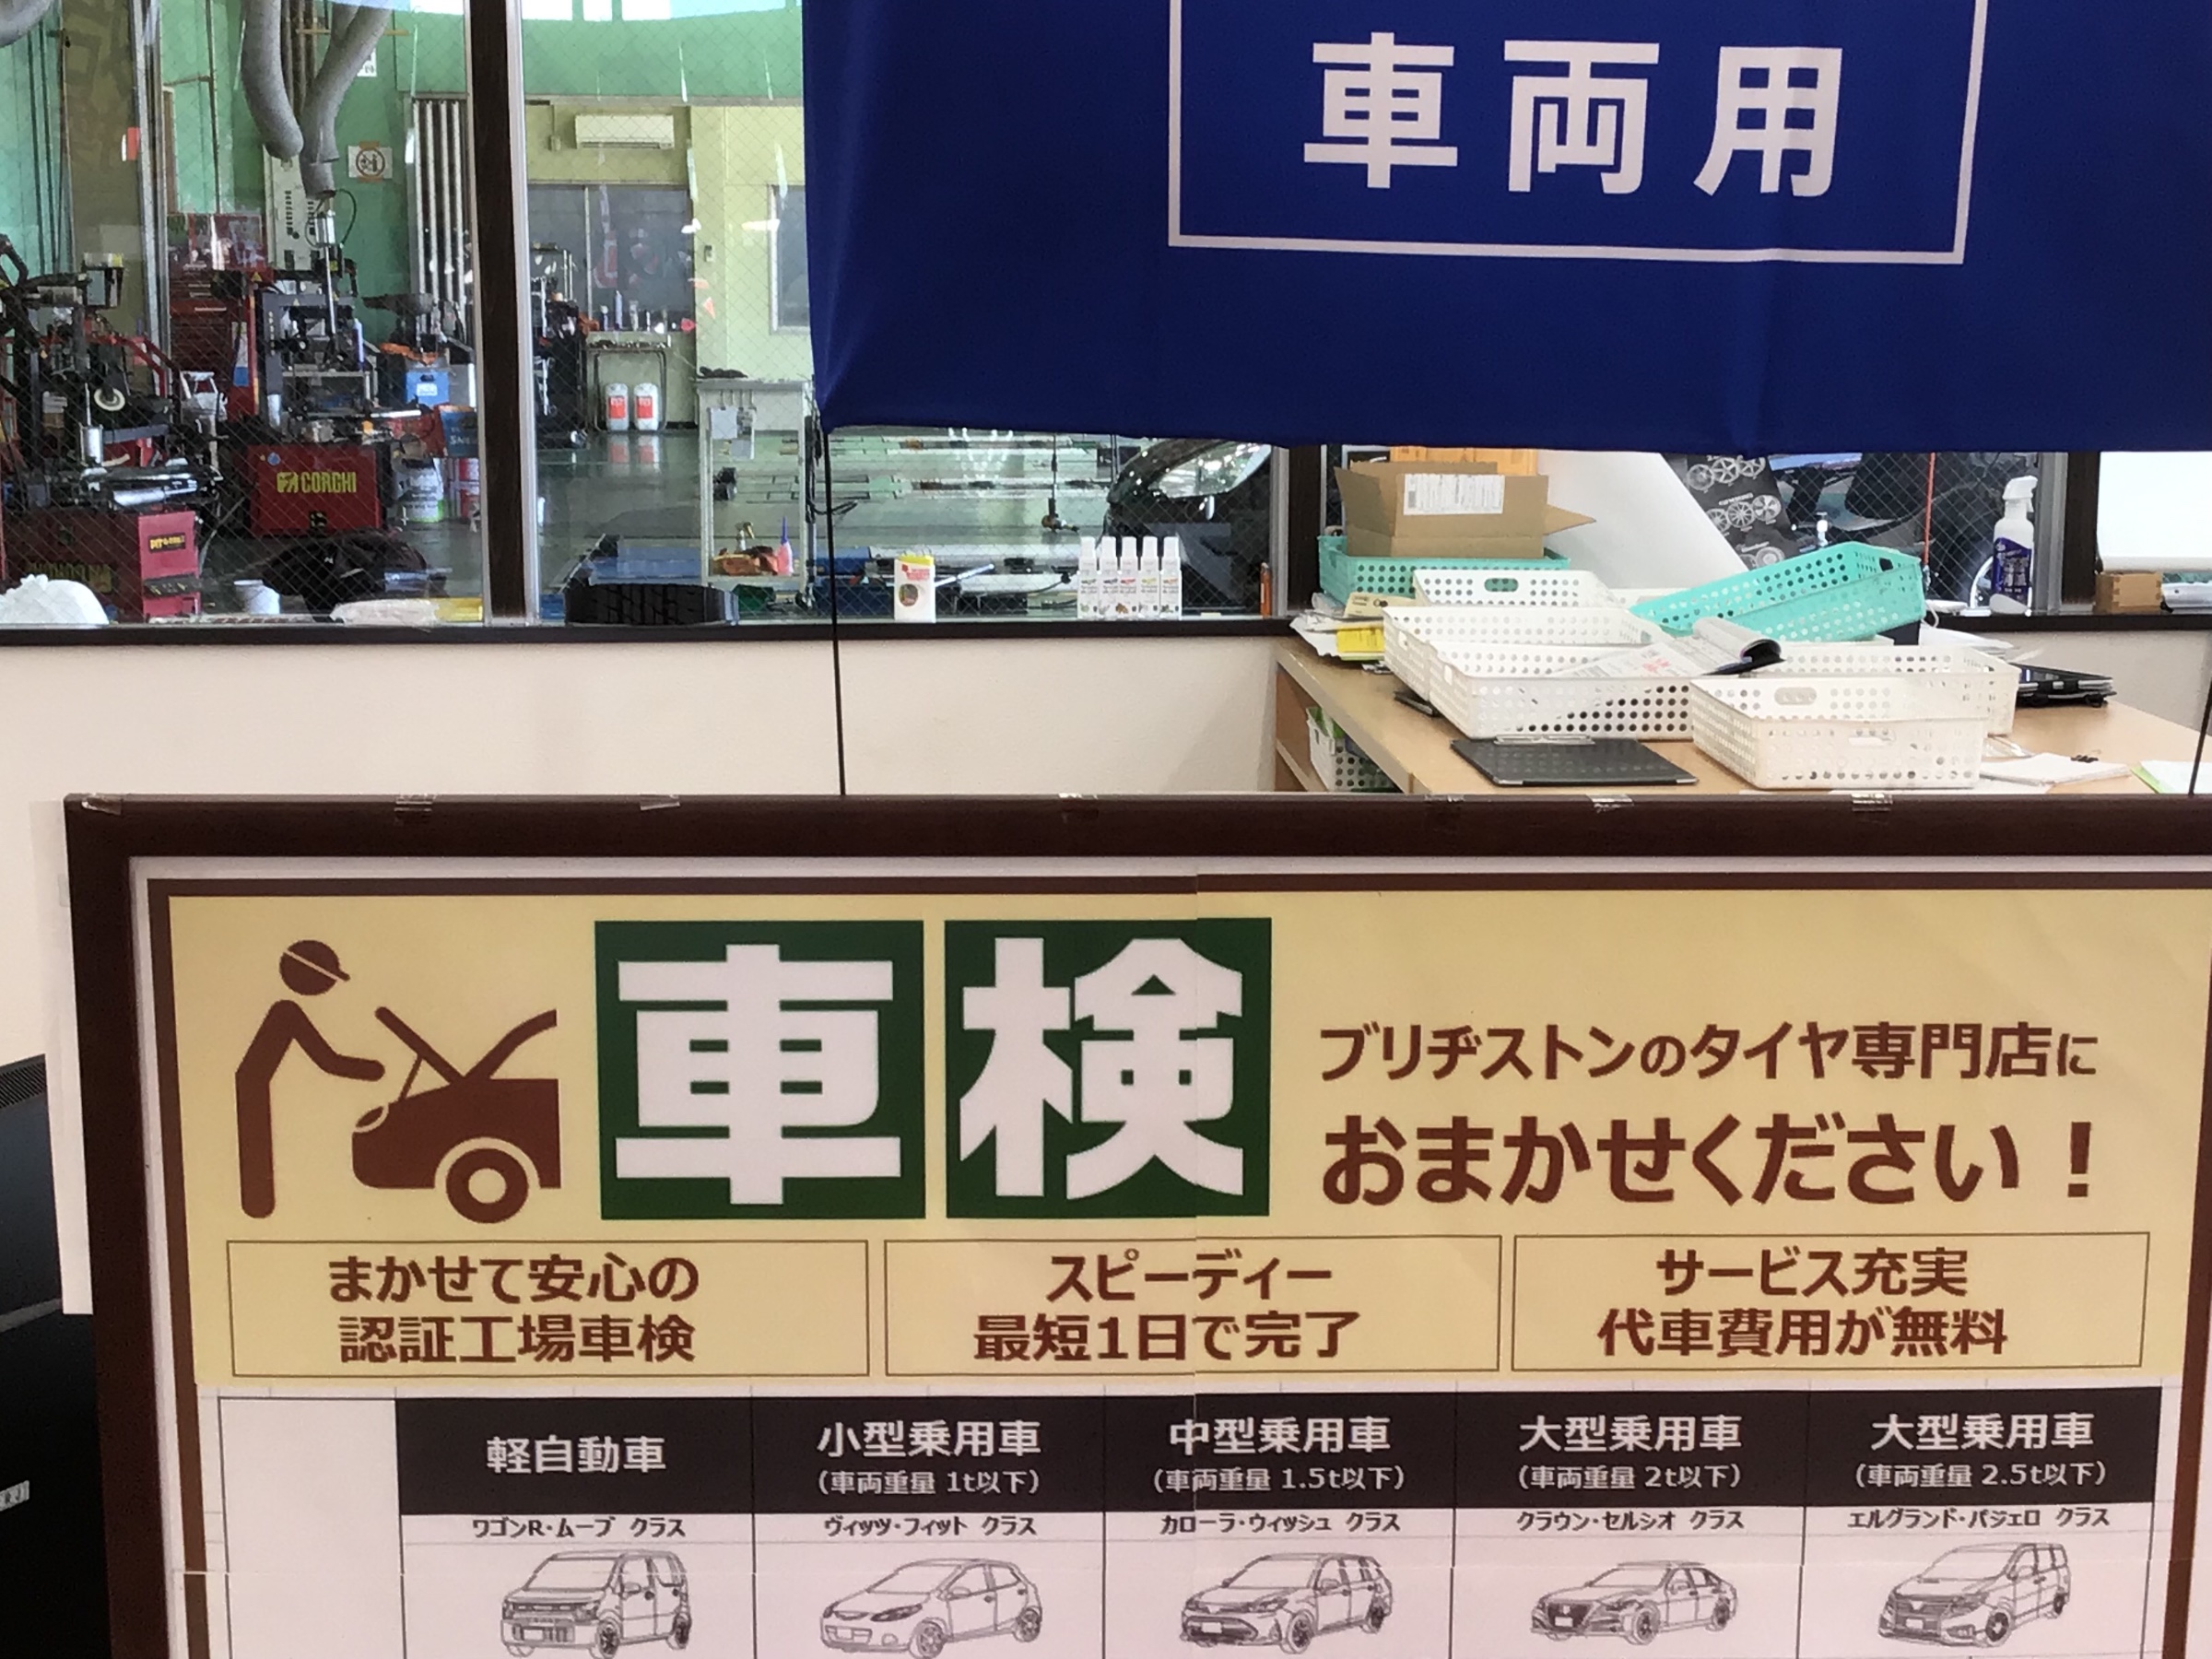 車両用
CORGHI
車検
ブリヂストンのタイヤ専門店に
おまかせください！
まかせて安心の
認証工場車検
スピーディー
最短1日で完了
サービス充実
代車費用が無料
軽自動車
小型乗用車
(車両重量 1t以下)
中型乗用車
(車両重量 1.5t以下)
大型乗用車
(車両重量 2t以下)
大型乗用車
(車両重量 2.5t以下)
ワゴンR・ムーブ クラス
ヴィッツ・フィット クラス
カローラ・ウィッシュ クラス
クラウン・セルシオ クラス
エルグランド・パジェロ クラス